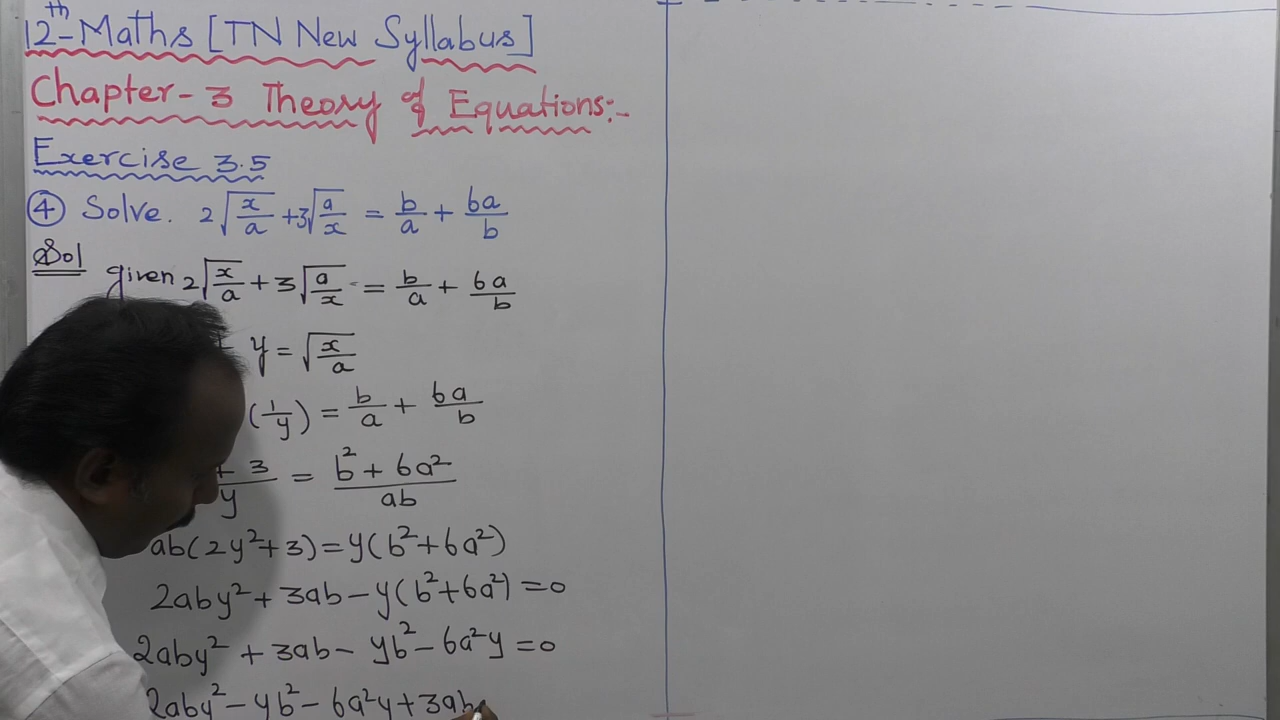 12th-Maths [TN New Syllabus]
Chapter-3 Theory of Equations:-
Exercise 3.5
④ Solve. 2√(x/a) + 3√(a/x) = b/a + 6a/b
Sol
given 2√(x/a) + 3√(a/x) = b/a + 6a/b
y = √(x/a)
(1/y) = b/a + 6a/b
+ 3/y = (b² + 6a²)/ab
ab(2y²+3) = y(b²+6a²)
2aby² + 3ab - y(b²+6a²) = 0
2aby² + 3ab - yb² - 6a²y = 0
2aby² - yb² - 6a²y + 3ab